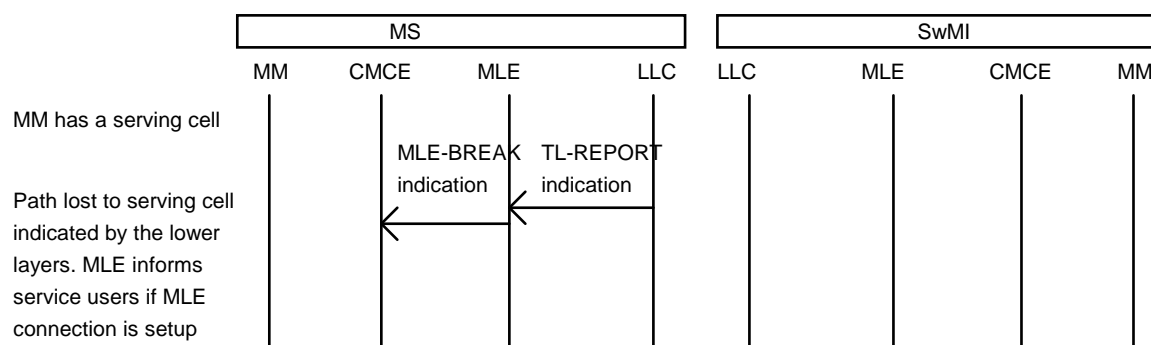 MS SwMI
MM CMCE MLE LLC LLC MLE CMCE MM
MM has a serving cell
MLE-BREAK TL-REPORT
indication indication
Path lost to serving cell
indicated by the lower
layers. MLE informs
service users if MLE
connection is setup